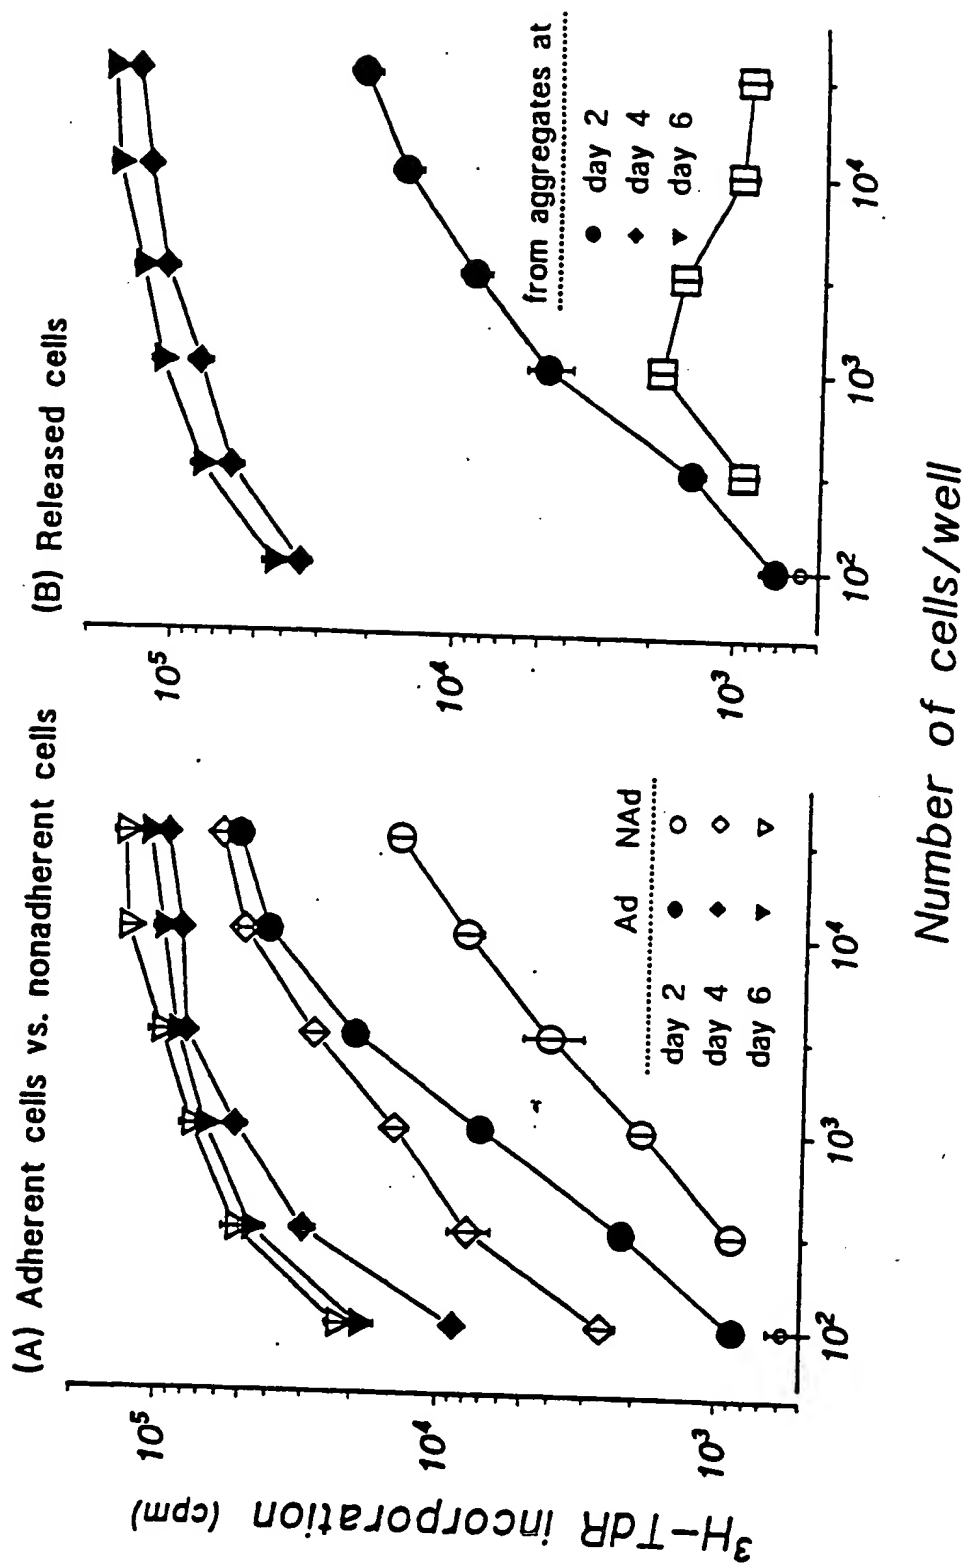 (A) Adherent cells vs. nonadherent cells
³H-TdR incorporation (cpm)
10⁵
10⁴
10³
Ad NAd
day 2
day 4
day 6
10²
10³
10⁴
(B) Released cells
10⁵
10⁴
10³
from aggregates at
day 2
day 4
day 6
10²
10³
10⁴
Number of cells/well